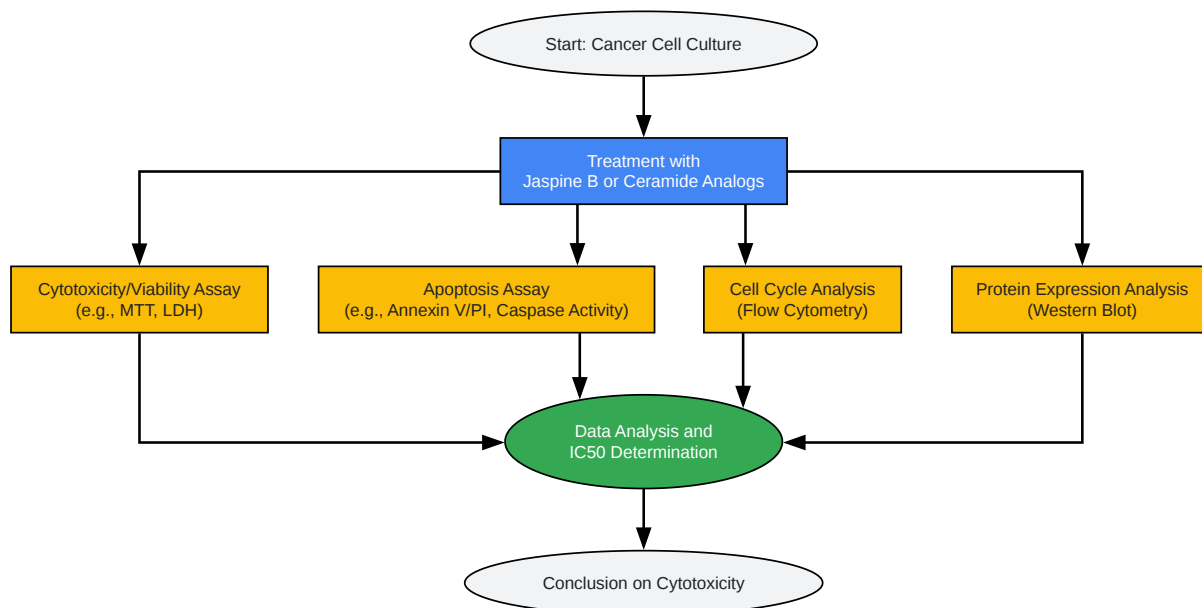 Start: Cancer Cell Culture
Treatment with
Jaspine B or Ceramide Analogs
Cytotoxicity/Viability Assay
(e.g., MTT, LDH)
Apoptosis Assay
(e.g., Annexin V/PI, Caspase Activity)
Cell Cycle Analysis
(Flow Cytometry)
Protein Expression Analysis
(Western Blot)
Data Analysis and
IC50 Determination
Conclusion on Cytotoxicity